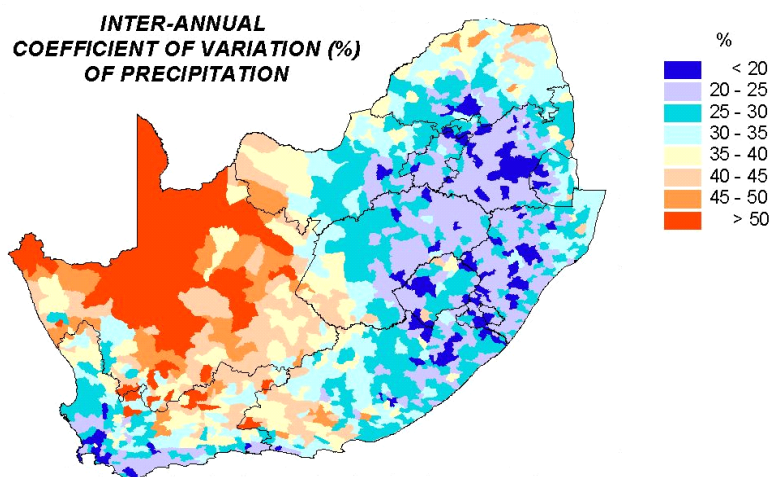 INTER-ANNUAL
COEFFICIENT OF VARIATION (%)
OF PRECIPITATION
%
< 20
20 - 25
25 - 30
30 - 35
35 - 40
40 - 45
45 - 50
> 50